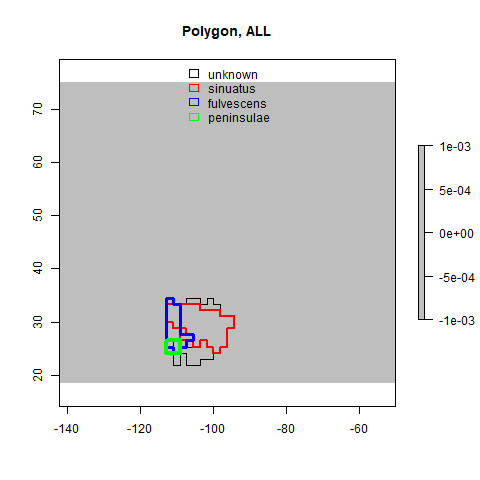 Polygon, ALL
unknown
sinuatus
fulvescens
peninsulae
70
60
50
40
30
20
-140
-120
-100
-80
-60
1e-03
5e-04
0e+00
-5e-04
-1e-03